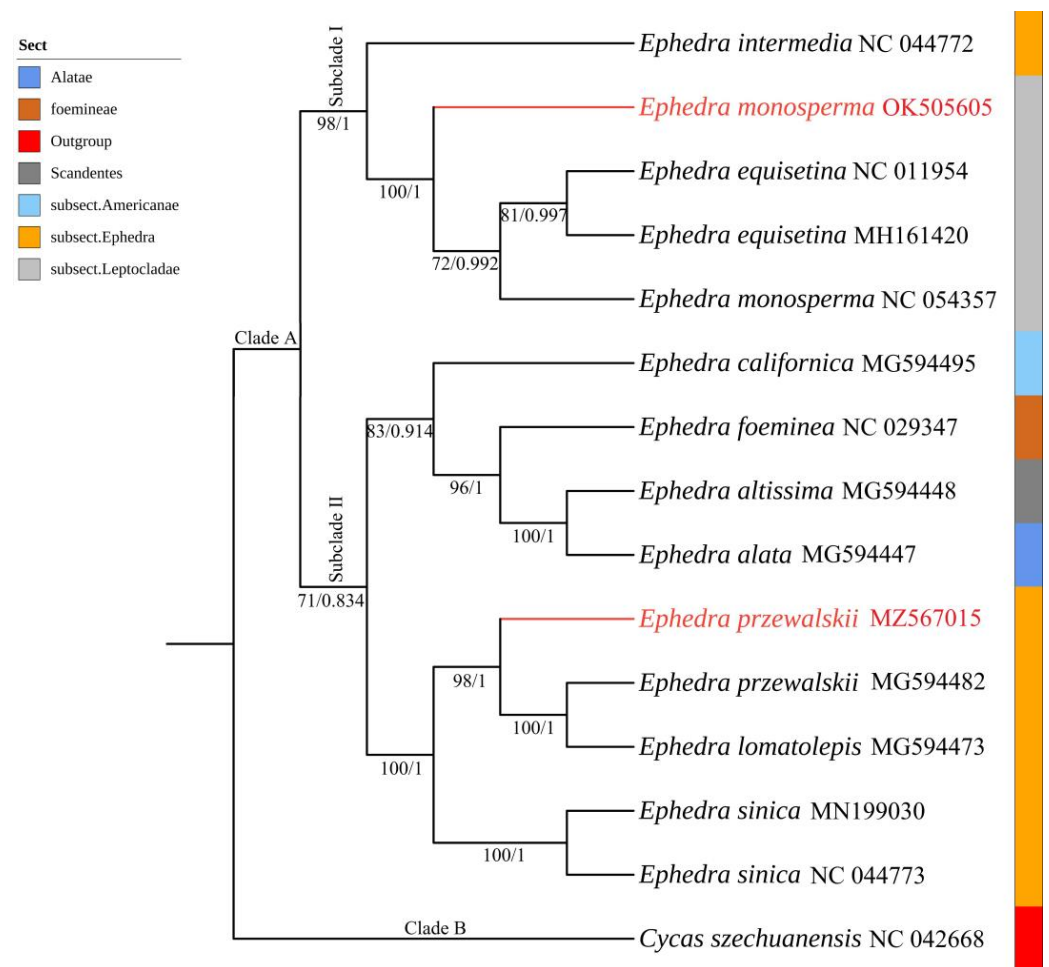 Sect
Alatae
foemineae
Outgroup
Scandentes
subsect.Americanae
subsect.Ephedra
subsect.Leptocladae
Subclade I
98/1
100/1
81/0.997
72/0.992
Clade A
83/0.914
96/1
100/1
Subclade II
71/0.834
98/1
100/1
100/1
100/1
Clade B
Ephedra intermedia NC 044772
Ephedra monosperma OK505605
Ephedra equisetina NC 011954
Ephedra equisetina MH161420
Ephedra monosperma NC 054357
Ephedra californica MG594495
Ephedra foeminea NC 029347
Ephedra altissima MG594448
Ephedra alata MG594447
Ephedra przewalskii MZ567015
Ephedra przewalskii MG594482
Ephedra lomatolepis MG594473
Ephedra sinica MN199030
Ephedra sinica NC 044773
Cycas szechuanensis NC 042668